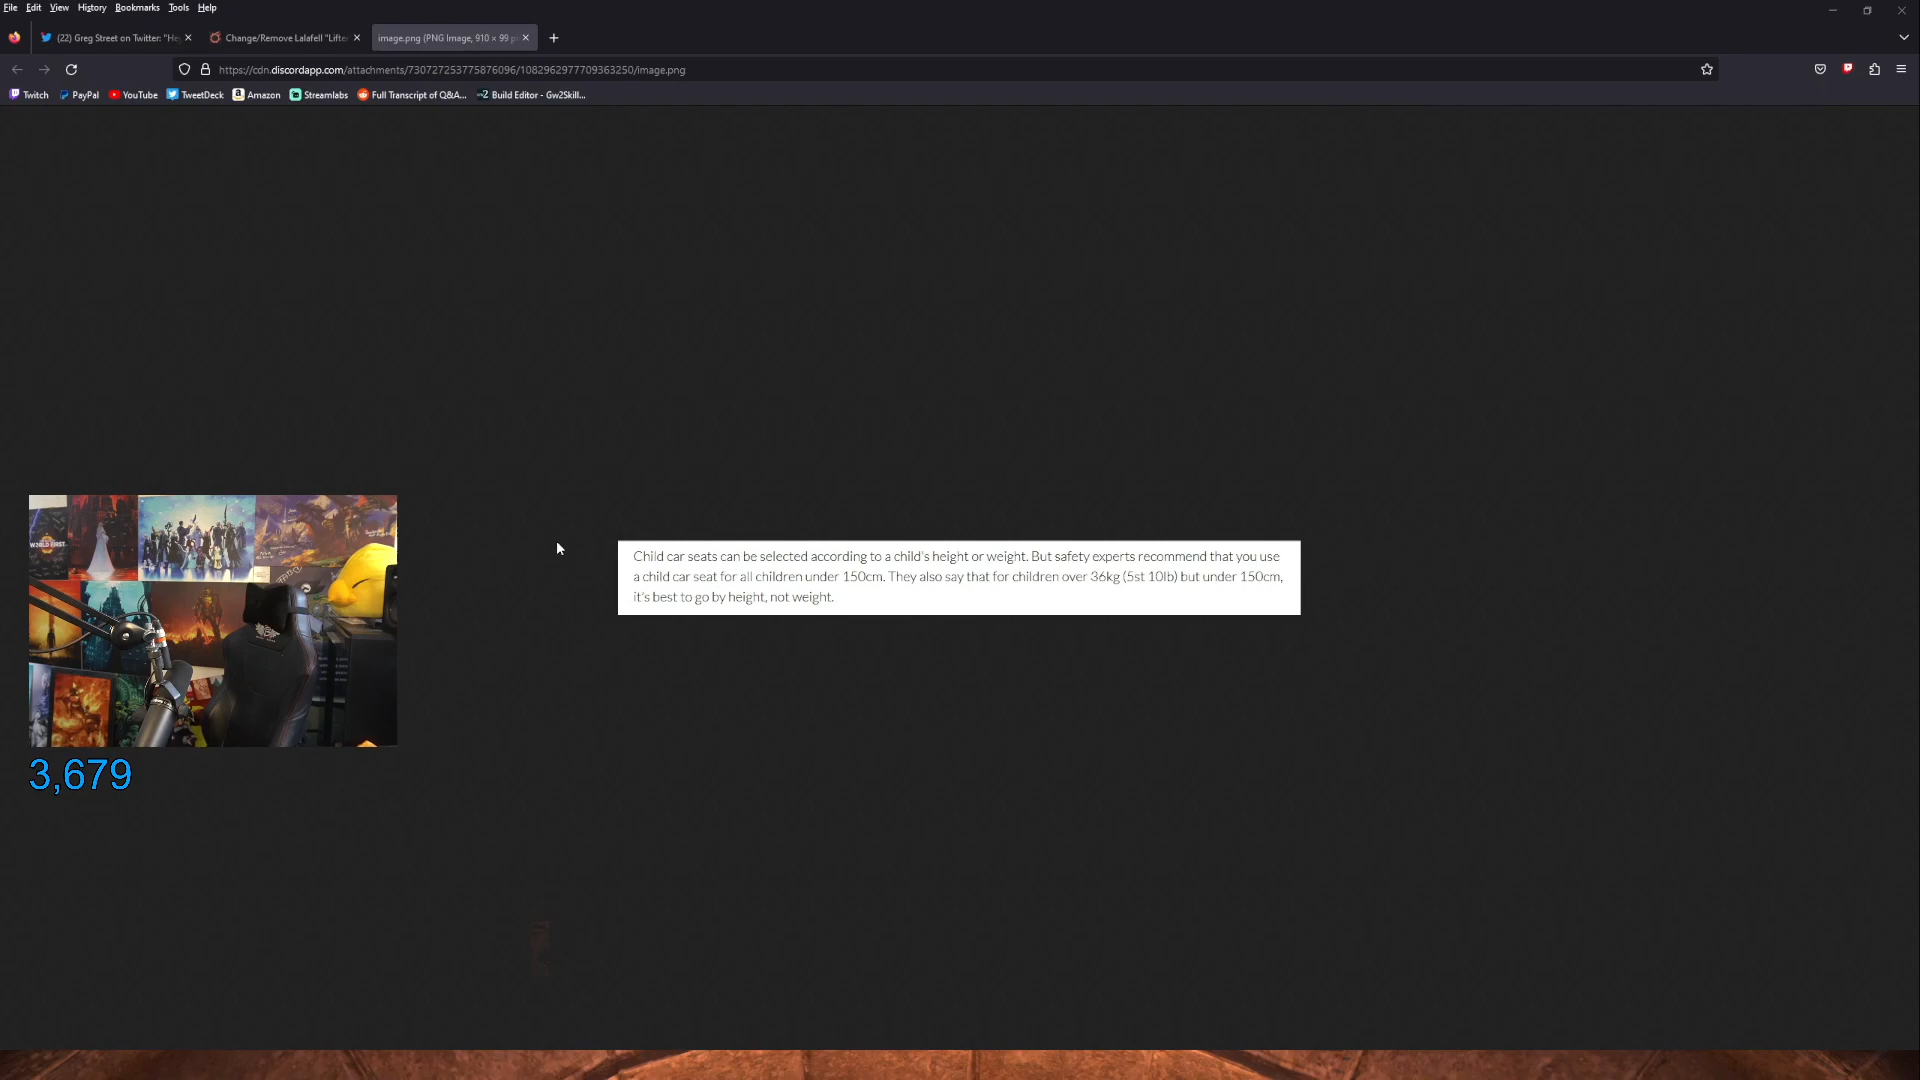 File Edit View History Bookmarks Tools Help
(22) Greg Street on Twitter: "He
Change/Remove Lalafell "Lifte
image.png (PNG Image, 910 × 99 p
https://cdn.discordapp.com/attachments/730727253775876096/1082962977709363250/image.png
Twitch PayPal YouTube TweetDeck Amazon Streamlabs Full Transcript of Q&A... Build Editor - Gw2Skill...
Child car seats can be selected according to a child's height or weight. But safety experts recommend that you use
a child car seat for all children under 150cm. They also say that for children over 36kg (5st 10lb) but under 150cm,
it's best to go by height, not weight.
WORLD FIRST
3,679